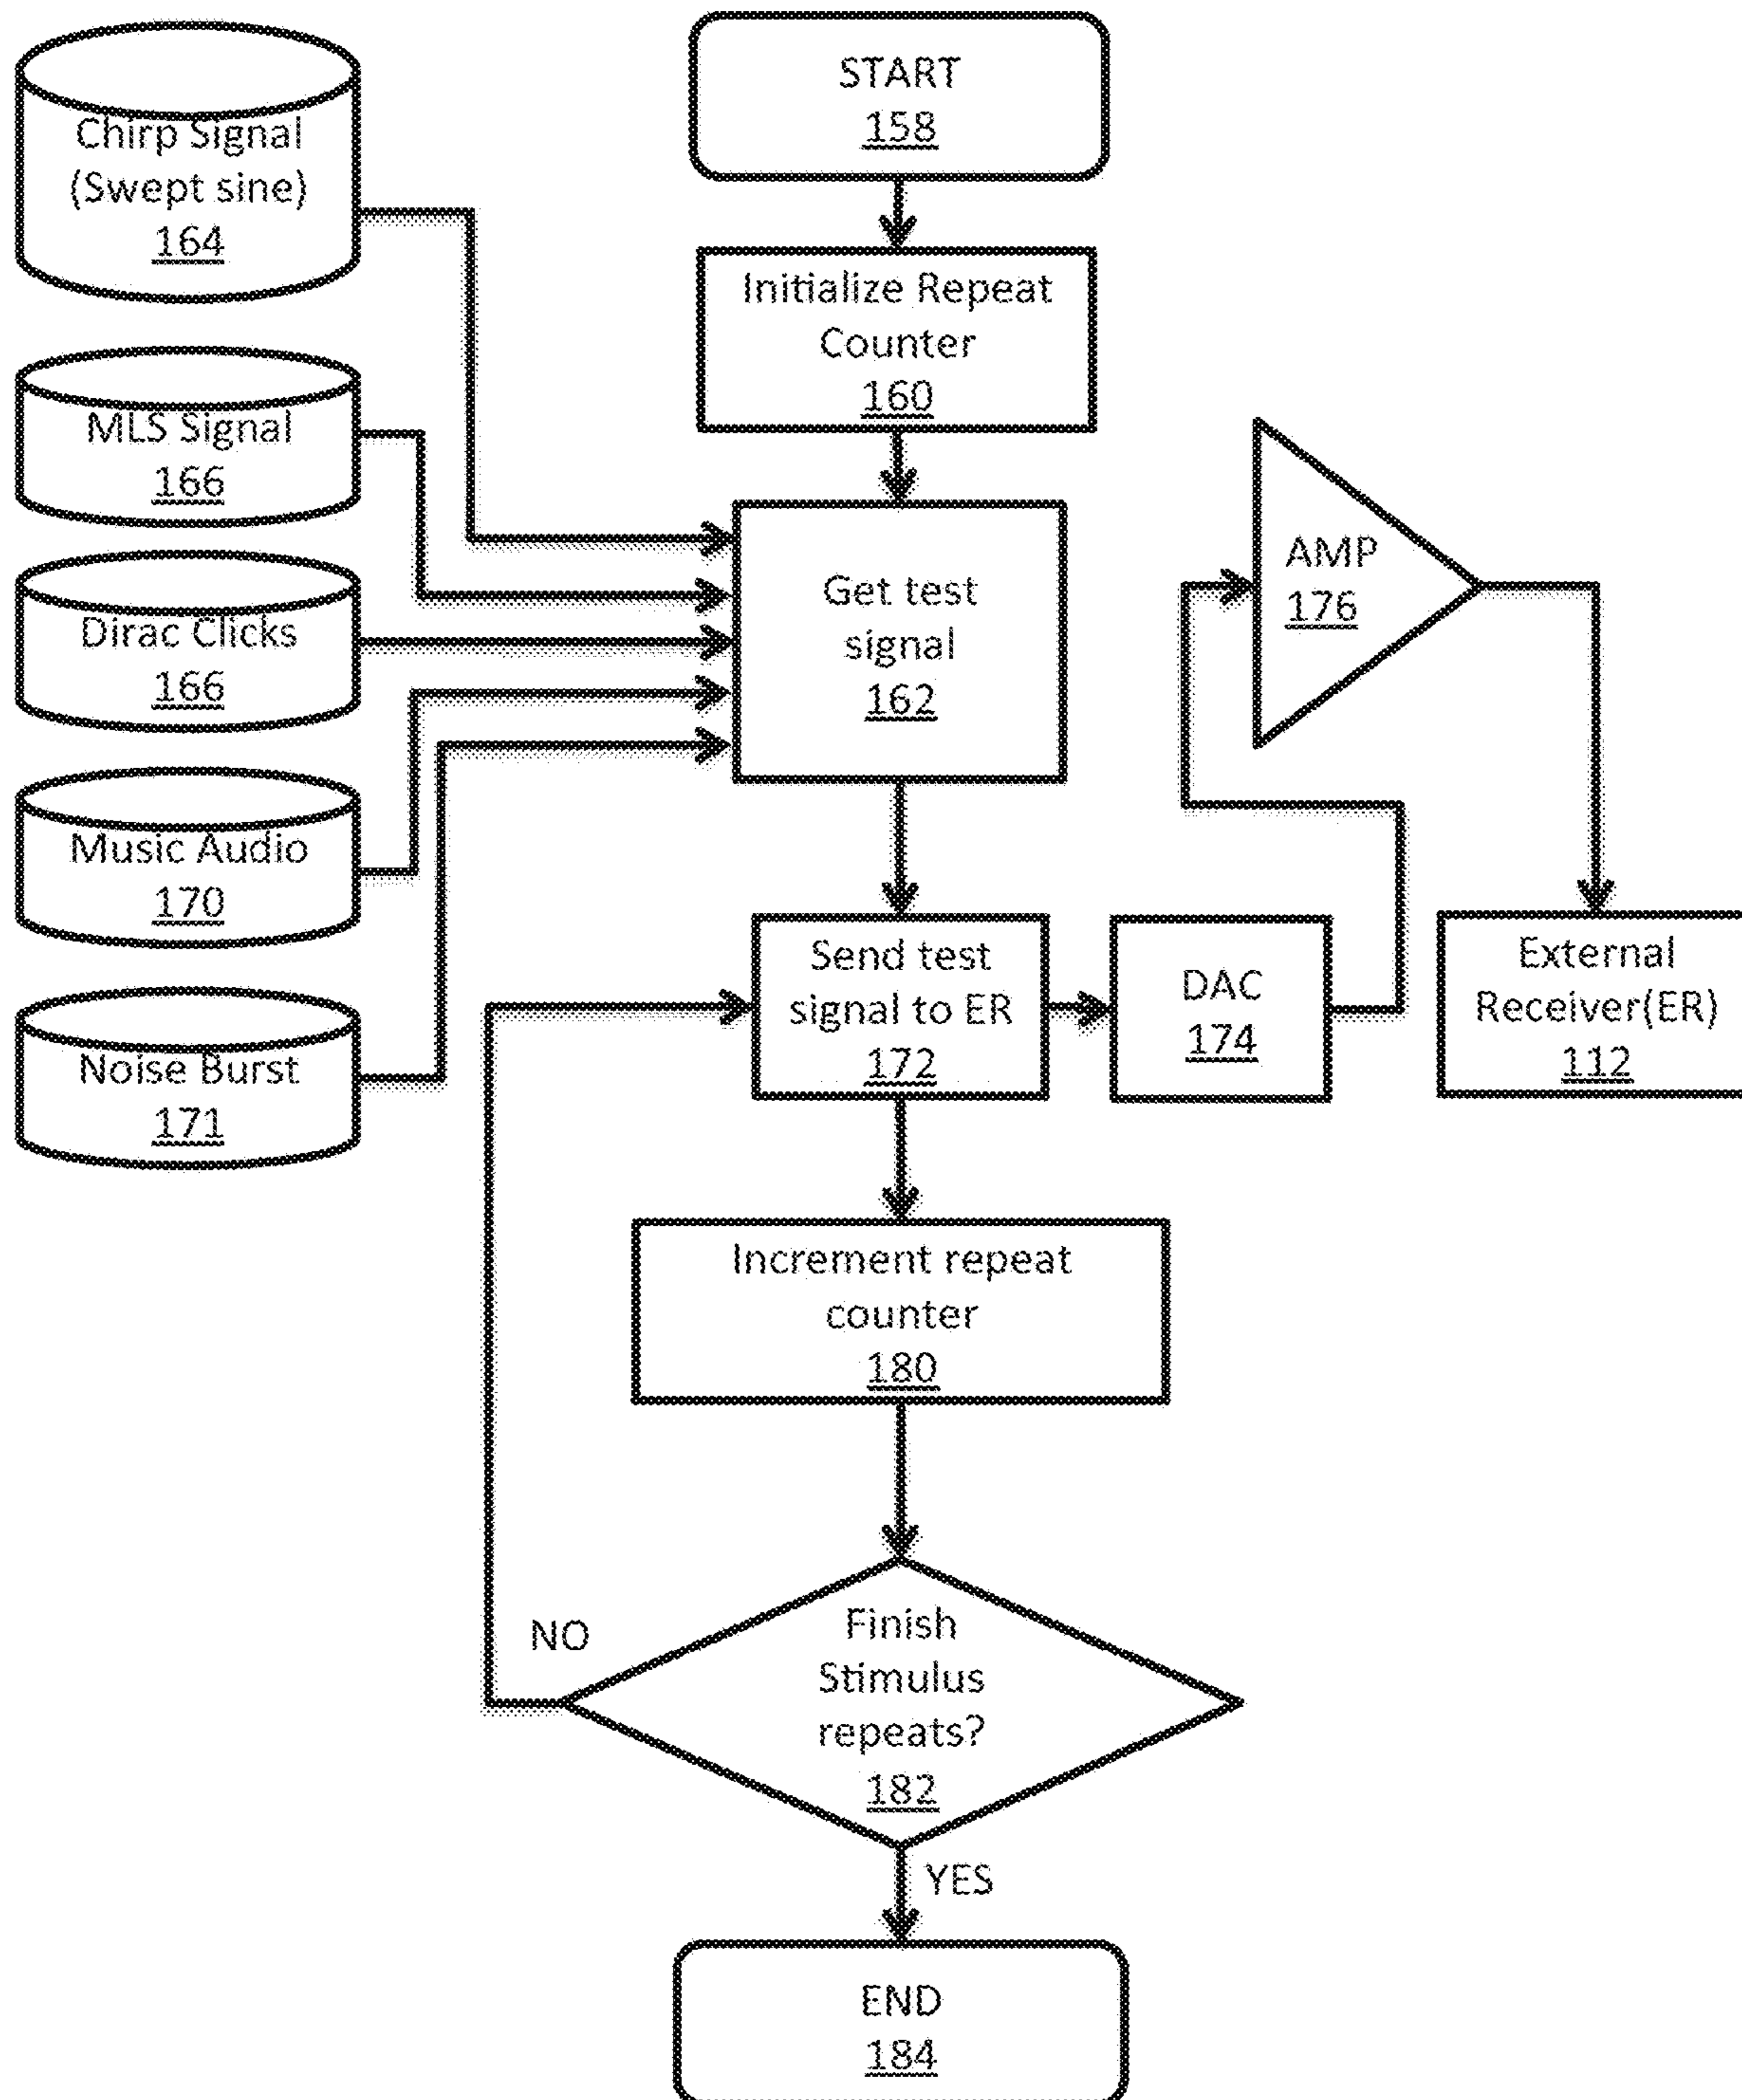 START
158
Chirp Signal
(Swept sine)
164
Initialize Repeat
Counter
160
MLS Signal
166
Dirac Clicks
166
Music Audio
170
Noise Burst
171
Get test
signal
162
AMP
176
Send test
signal to ER
172
DAC
174
External
Receiver(ER)
112
Increment repeat
counter
180
Finish
Stimulus
repeats?
182
NO
YES
END
184